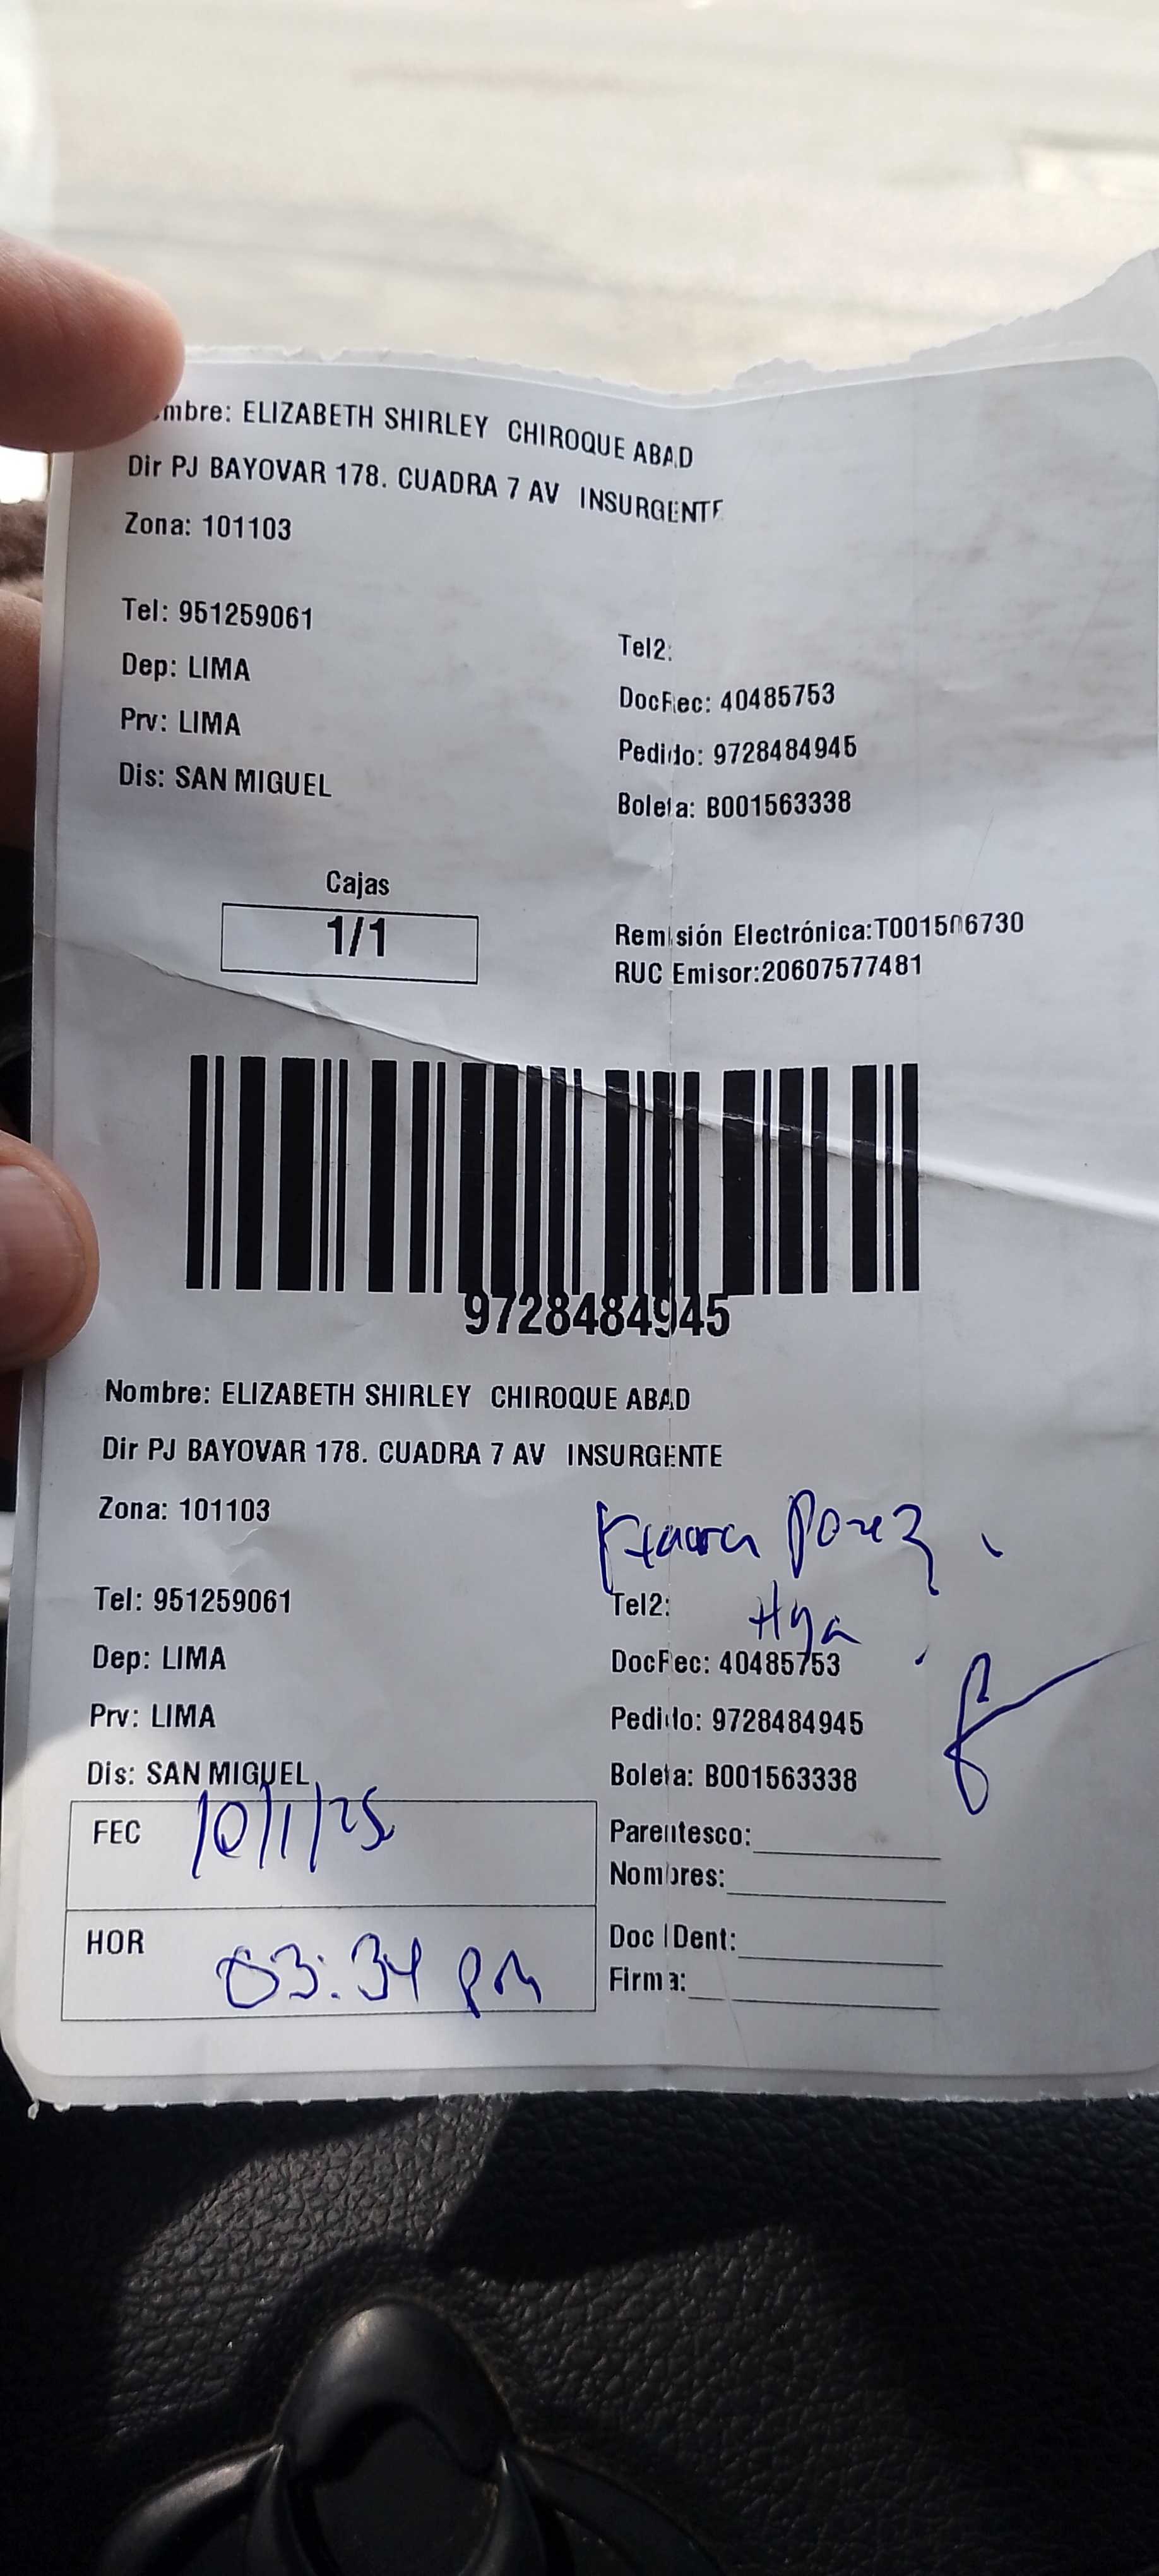 mbre: ELIZABETH SHIRLEY CHIROQUE ABAD
Dir PJ BAYOVAR 178. CUADRA 7 AV INSURGENTE
Zona: 101103
Tel: 951259061
Tel2:
Dep: LIMA
DocRec: 40485753
Prv: LIMA
Pedido: 9728484945
Dis: SAN MIGUEL
Boleta: B001563338
Cajas
1/1
Remisión Electrónica:T001506730
RUC Emisor:20607577481
9728484945
Nombre: ELIZABETH SHIRLEY CHIROQUE ABAD
Dir PJ BAYOVAR 178. CUADRA 7 AV INSURGENTE
Zona: 101103
Tel: 951259061
Tel2:
Hya
Dep: LIMA
DocRec: 40485753
Prv: LIMA
Pedido: 9728484945
Dis: SAN MIGUEL
Boleta: B001563338
FEC 10/1/25
Parentesco:
Nombres:
HOR 03:34 pm
Doc IDent:
Firma: